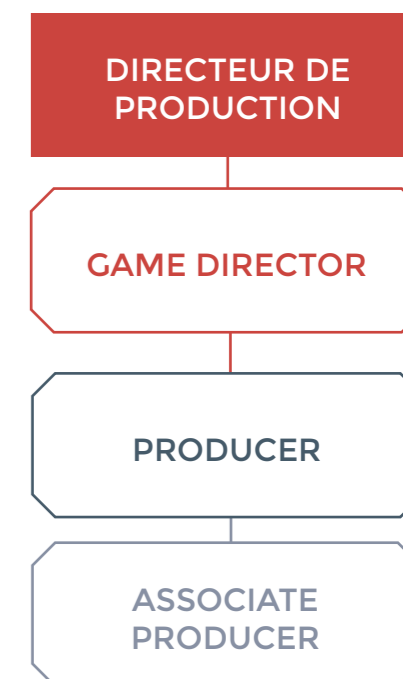 DIRECTEUR DE
PRODUCTION
GAME DIRECTOR
PRODUCER
ASSOCIATE
PRODUCER